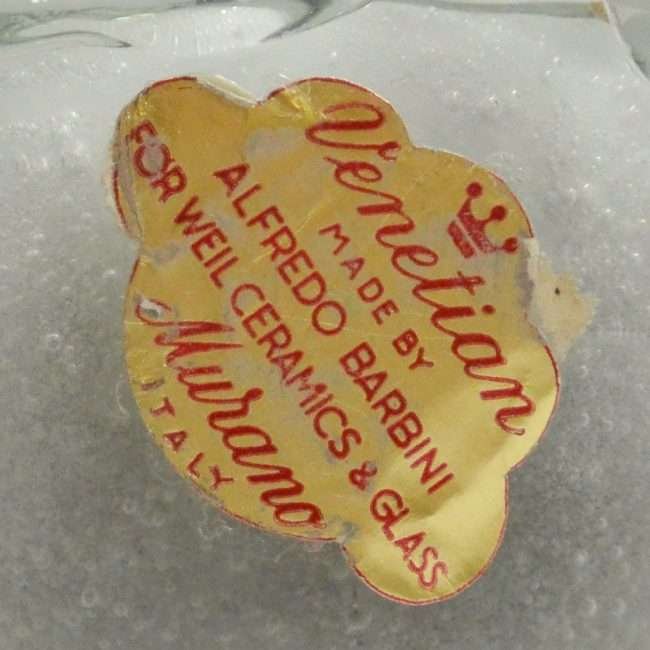 Venetian
MADE BY
ALFREDO BARBINI
FOR WEIL CERAMICS & GLASS
Murano
ITALY